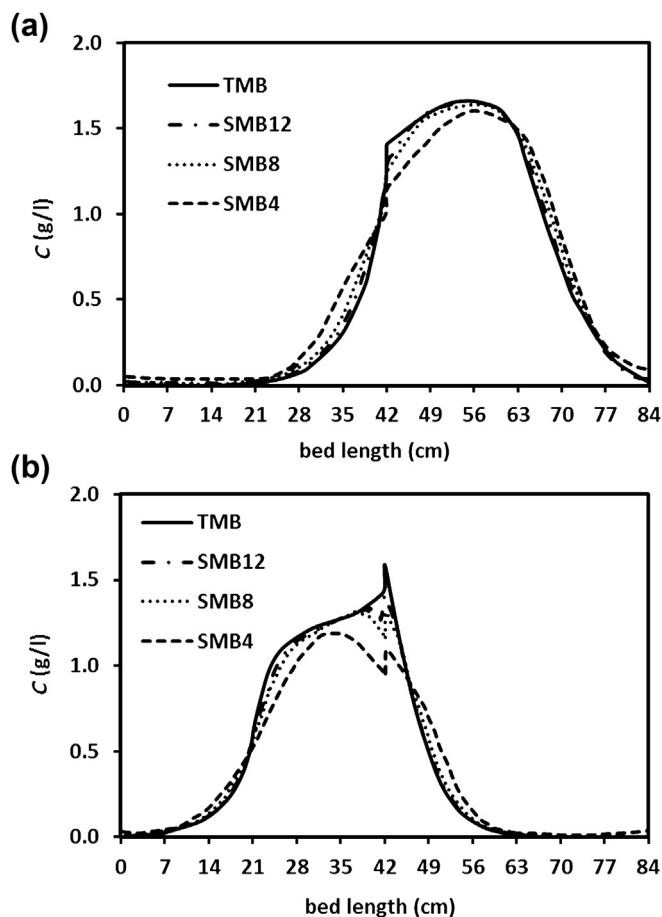 (a)
2.0
1.5
1.0
0.5
0.0
C (g/l)
TMB
SMB12
SMB8
SMB4
0 7 14 21 28 35 42 49 56 63 70 77 84
bed length (cm)
(b)
2.0
1.5
1.0
0.5
0.0
C (g/l)
TMB
SMB12
SMB8
SMB4
0 7 14 21 28 35 42 49 56 63 70 77 84
bed length (cm)